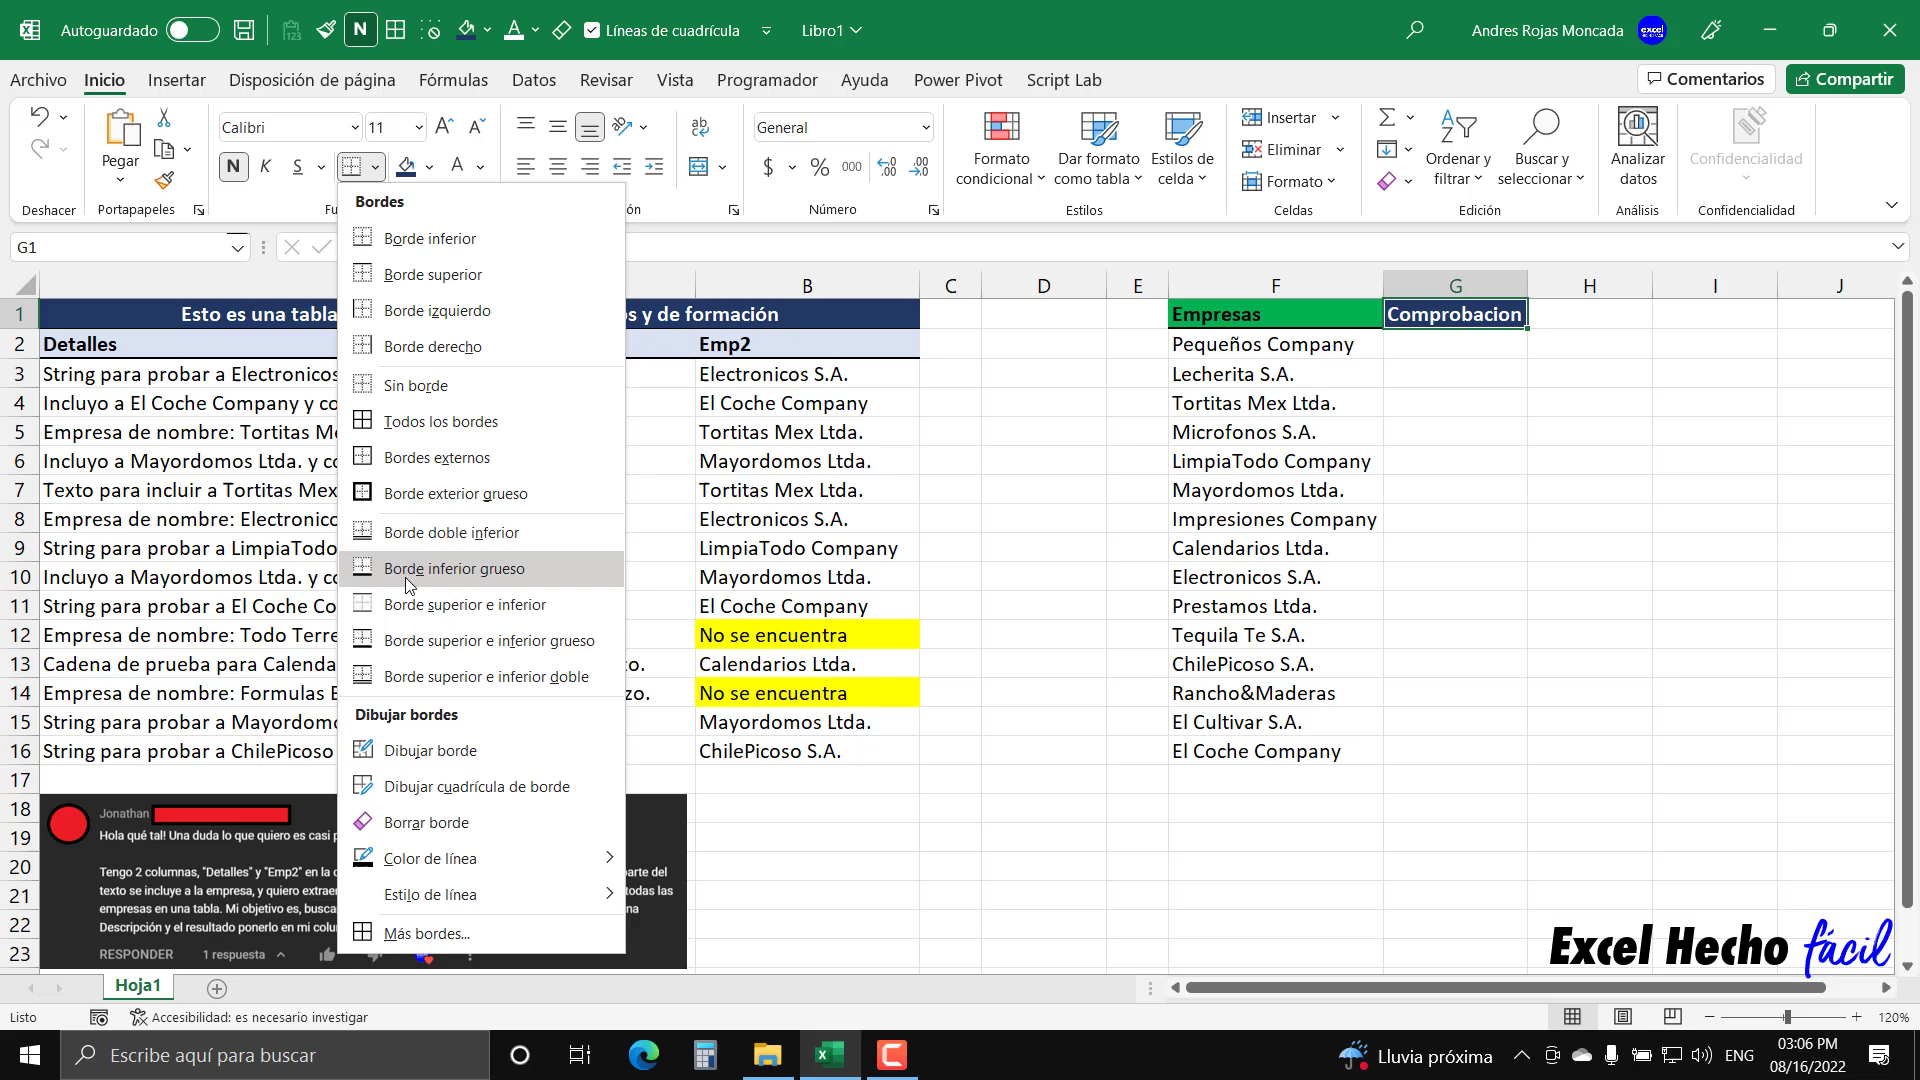 Autoguardado
N
Líneas de cuadrícula
Libro1
Andres Rojas Moncada
Archivo Inicio Insertar Disposición de página Fórmulas Datos Revisar Vista Programador Ayuda Power Pivot Script Lab
Comentarios
Compartir
Pegar
Calibri 11
N K S
General
$ % 000
Formato condicional
Dar formato como tabla
Estilos de celda
Insertar
Eliminar
Formato
Ordenar y filtrar
Buscar y seleccionar
Analizar datos
Confidencialidad
Deshacer Portapapeles Número Estilos Celdas Edición Análisis Confidencialidad
G1
Bordes
Borde inferior
Borde superior
Borde izquierdo
Borde derecho
Sin borde
Todos los bordes
Bordes externos
Borde exterior grueso
Borde doble inferior
Borde inferior grueso
Borde superior e inferior
Borde superior e inferior grueso
Borde superior e inferior doble
Dibujar bordes
Dibujar borde
Dibujar cuadrícula de borde
Borrar borde
Color de línea
Estilo de línea
Más bordes...
B C D E F G H I J
1 Esto es una tabla y de formación Empresas Comprobacion
2 Detalles Emp2 Pequeños Company
3 String para probar a Electronicos Electronicos S.A. Lecherita S.A.
4 Incluyo a El Coche Company y El Coche Company Tortitas Mex Ltda.
5 Empresa de nombre: Tortitas Tortitas Mex Ltda. Microfonos S.A.
6 Incluyo a Mayordomos Ltda. y Mayordomos Ltda. LimpiaTodo Company
7 Texto para incluir a Tortitas Mex Tortitas Mex Ltda. Mayordomos Ltda.
8 Empresa de nombre: Electronicos S.A. Impresiones Company
9 String para probar a LimpiaTodo LimpiaTodo Company Calendarios Ltda.
10 Incluyo a Mayordomos Ltda. y Mayordomos Ltda. Electronicos S.A.
11 String para probar a El Coche El Coche Company Prestamos Ltda.
12 Empresa de nombre: Todo No se encuentra Tequila Te S.A.
13 Cadena de prueba para Calendarios Ltda. ChilePicoso S.A.
14 Empresa de nombre: Formulas No se encuentra Rancho&Maderas
15 String para probar a Mayordomos Ltda. El Cultivar S.A.
16 String para probar a ChilePicoso ChilePicoso S.A. El Coche Company
17
18
19
20
21
22
23
Jonathan
Hola qué tal! Una duda lo que quiero es casi
Tengo 2 columnas, "Detalles" y "Emp2" en la parte del
texto se incluye a la empresa, y quiero todas las
empresas en una tabla. Mi objetivo es,
Descripción y el resultado ponerlo en mi
RESPONDER 1 respuesta
Excel Hecho fácil
Hoja1
Listo
Accesibilidad: es necesario investigar
120%
Escribe aquí para buscar
Lluvia próxima
ENG
03:06 PM
08/16/2022